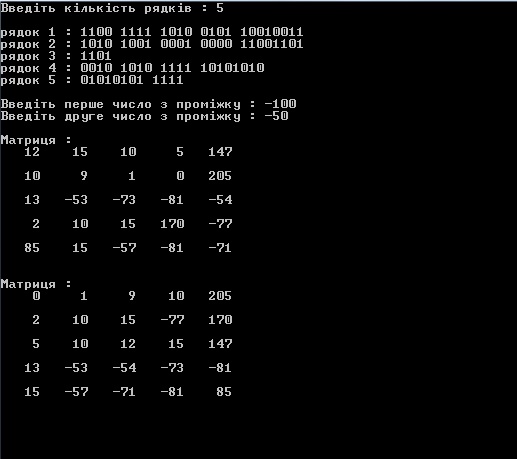 Введіть кількість рядків : 5
рядок 1 : 1100 1111 1010 0101 10010011
рядок 2 : 1010 1001 0001 0000 11001101
рядок 3 : 1101
рядок 4 : 0010 1010 1111 10101010
рядок 5 : 01010101 1111
Введіть перше число з проміжку : -100
Введіть друге число з проміжку : -50
Матриця :
12 15 10 5 147
10 9 1 0 205
13 -53 -73 -81 -54
2 10 15 170 -77
85 15 -57 -81 -71
Матриця :
0 1 9 10 205
2 10 15 -77 170
5 10 12 15 147
13 -53 -54 -73 -81
15 -57 -71 -81 85